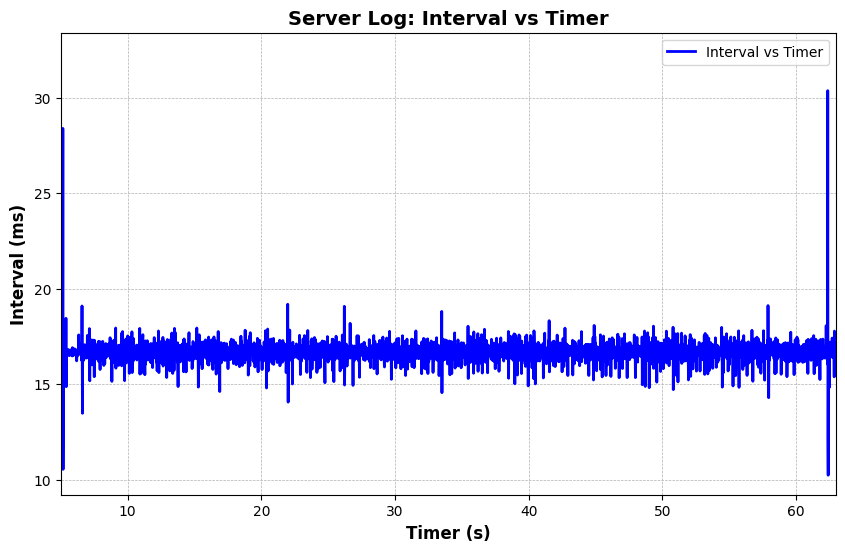 Server Log: Interval vs Timer
Interval vs Timer
30
25
20
15
10
Interval (ms)
10 20 30 40 50 60
Timer (s)